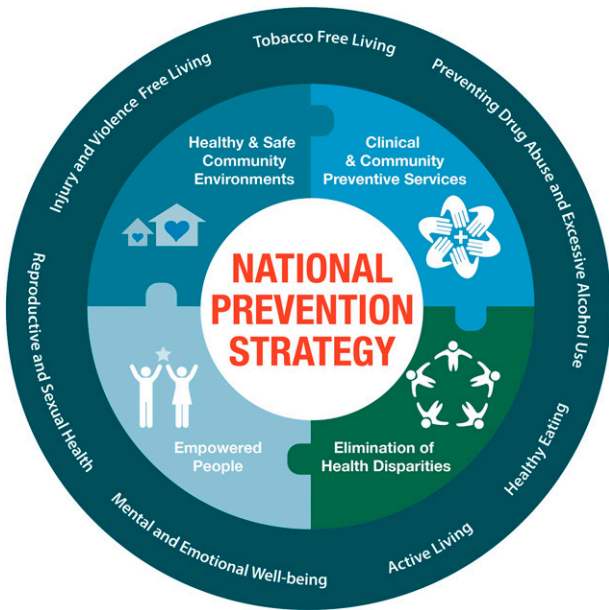 Tobacco Free Living
Preventing Drug Abuse and Excessive Alcohol Use
Healthy Eating
Active Living
Mental and Emotional Well-being
Reproductive and Sexual Health
Injury and Violence Free Living
Healthy & Safe
Community
Environments
Clinical
& Community
Preventive Services
NATIONAL
PREVENTION
STRATEGY
Empowered
People
Elimination of
Health Disparities